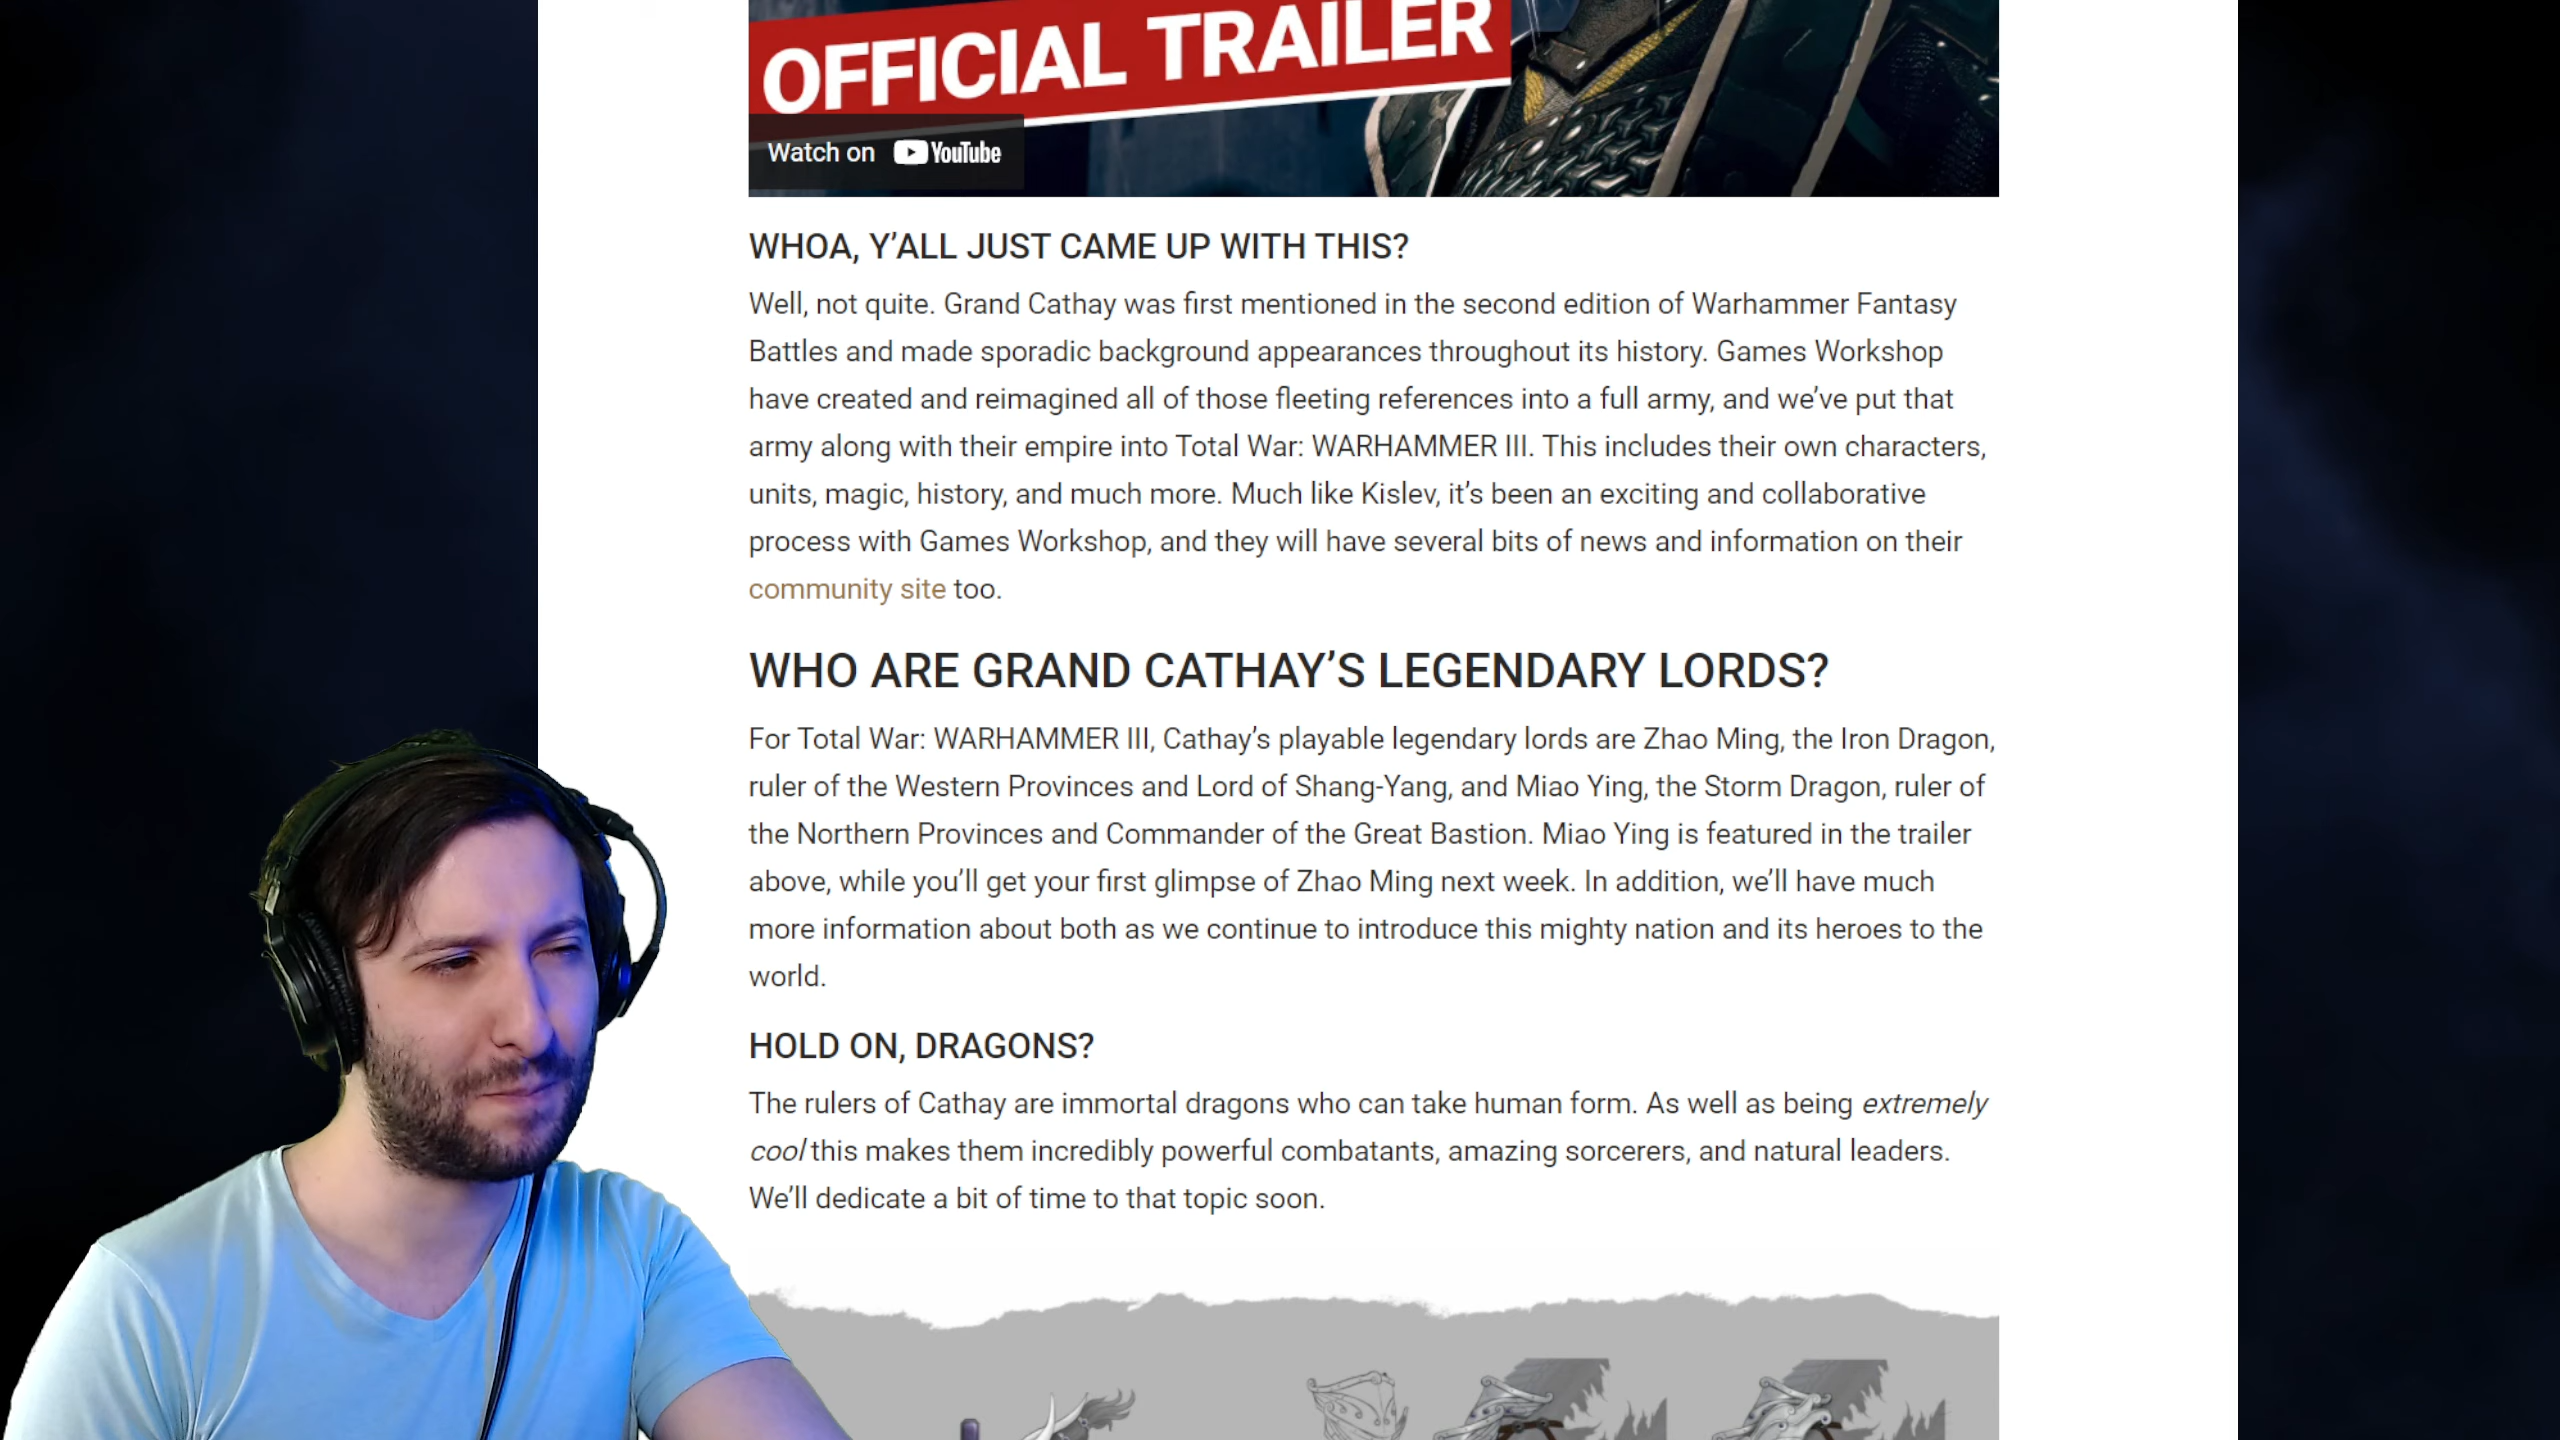 OFFICIAL TRAILER
Watch on YouTube
WHOA, Y’ALL JUST CAME UP WITH THIS?
Well, not quite. Grand Cathay was first mentioned in the second edition of Warhammer Fantasy
Battles and made sporadic background appearances throughout its history. Games Workshop
have created and reimagined all of those fleeting references into a full army, and we’ve put that
army along with their empire into Total War: WARHAMMER III. This includes their own characters,
units, magic, history, and much more. Much like Kislev, it’s been an exciting and collaborative
process with Games Workshop, and they will have several bits of news and information on their
community site too.
WHO ARE GRAND CATHAY’S LEGENDARY LORDS?
For Total War: WARHAMMER III, Cathay’s playable legendary lords are Zhao Ming, the Iron Dragon,
ruler of the Western Provinces and Lord of Shang-Yang, and Miao Ying, the Storm Dragon, ruler of
the Northern Provinces and Commander of the Great Bastion. Miao Ying is featured in the trailer
above, while you’ll get your first glimpse of Zhao Ming next week. In addition, we’ll have much
more information about both as we continue to introduce this mighty nation and its heroes to the
world.
HOLD ON, DRAGONS?
The rulers of Cathay are immortal dragons who can take human form. As well as being extremely
cool this makes them incredibly powerful combatants, amazing sorcerers, and natural leaders.
We’ll dedicate a bit of time to that topic soon.